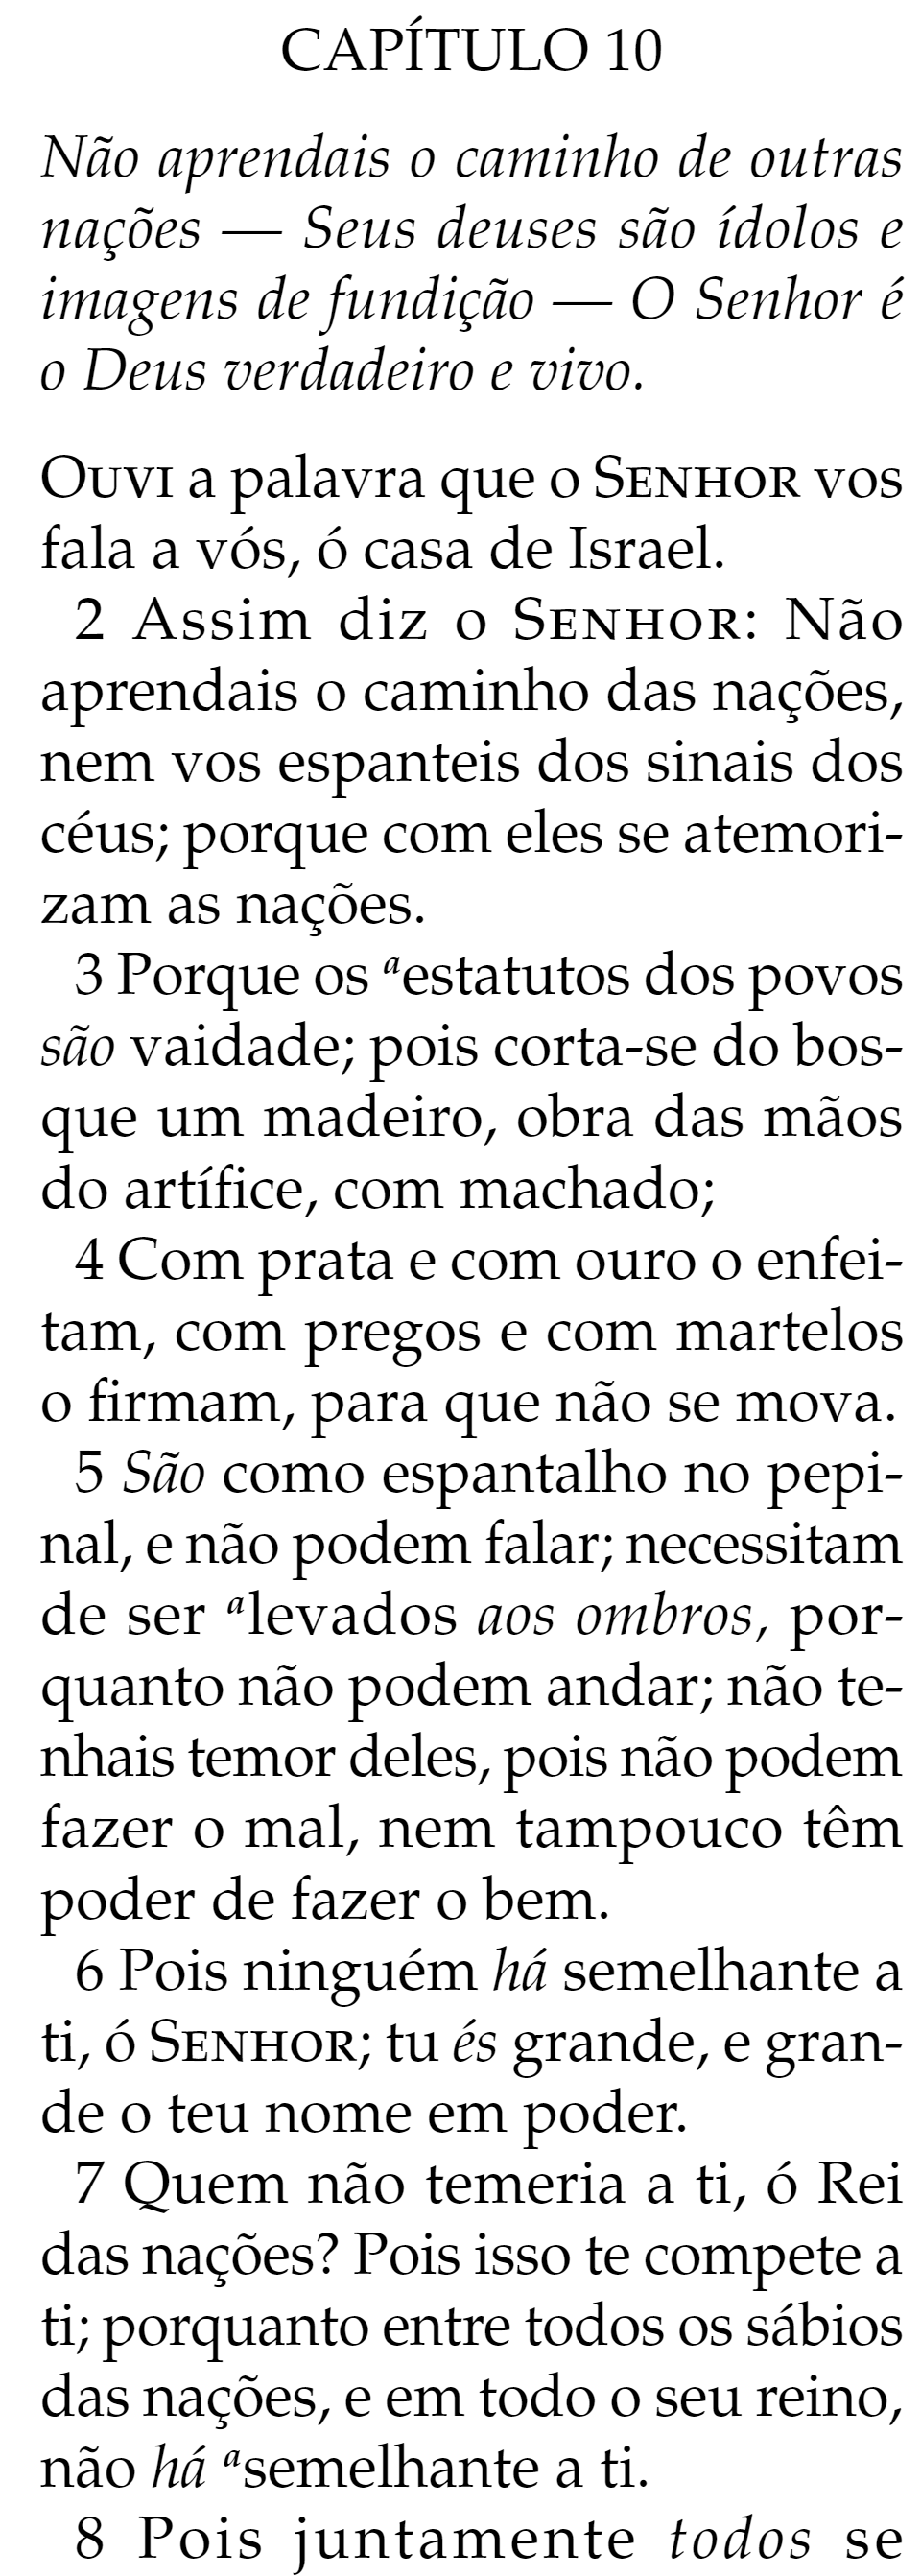 CAPÍTULO 10
Não aprendais o caminho de outras
nações — Seus deuses são ídolos e
imagens de fundição — O Senhor é
o Deus verdadeiro e vivo.
Ouvi a palavra que o Senhor vos
fala a vós, ó casa de Israel.
2 Assim diz o Senhor: Não
aprendais o caminho das nações,
nem vos espanteis dos sinais dos
céus; porque com eles se atemori-
zam as nações.
3 Porque os ᵃestatutos dos povos
são vaidade; pois corta-se do bos-
que um madeiro, obra das mãos
do artífice, com machado;
4 Com prata e com ouro o enfei-
tam, com pregos e com martelos
o firmam, para que não se mova.
5 São como espantalho no pepi-
nal, e não podem falar; necessitam
de ser ᵃlevados aos ombros, por-
quanto não podem andar; não te-
nhais temor deles, pois não podem
fazer o mal, nem tampouco têm
poder de fazer o bem.
6 Pois ninguém há semelhante a
ti, ó Senhor; tu és grande, e gran-
de o teu nome em poder.
7 Quem não temeria a ti, ó Rei
das nações? Pois isso te compete a
ti; porquanto entre todos os sábios
das nações, e em todo o seu reino,
não há ᵃsemelhante a ti.
8 Pois juntamente todos se